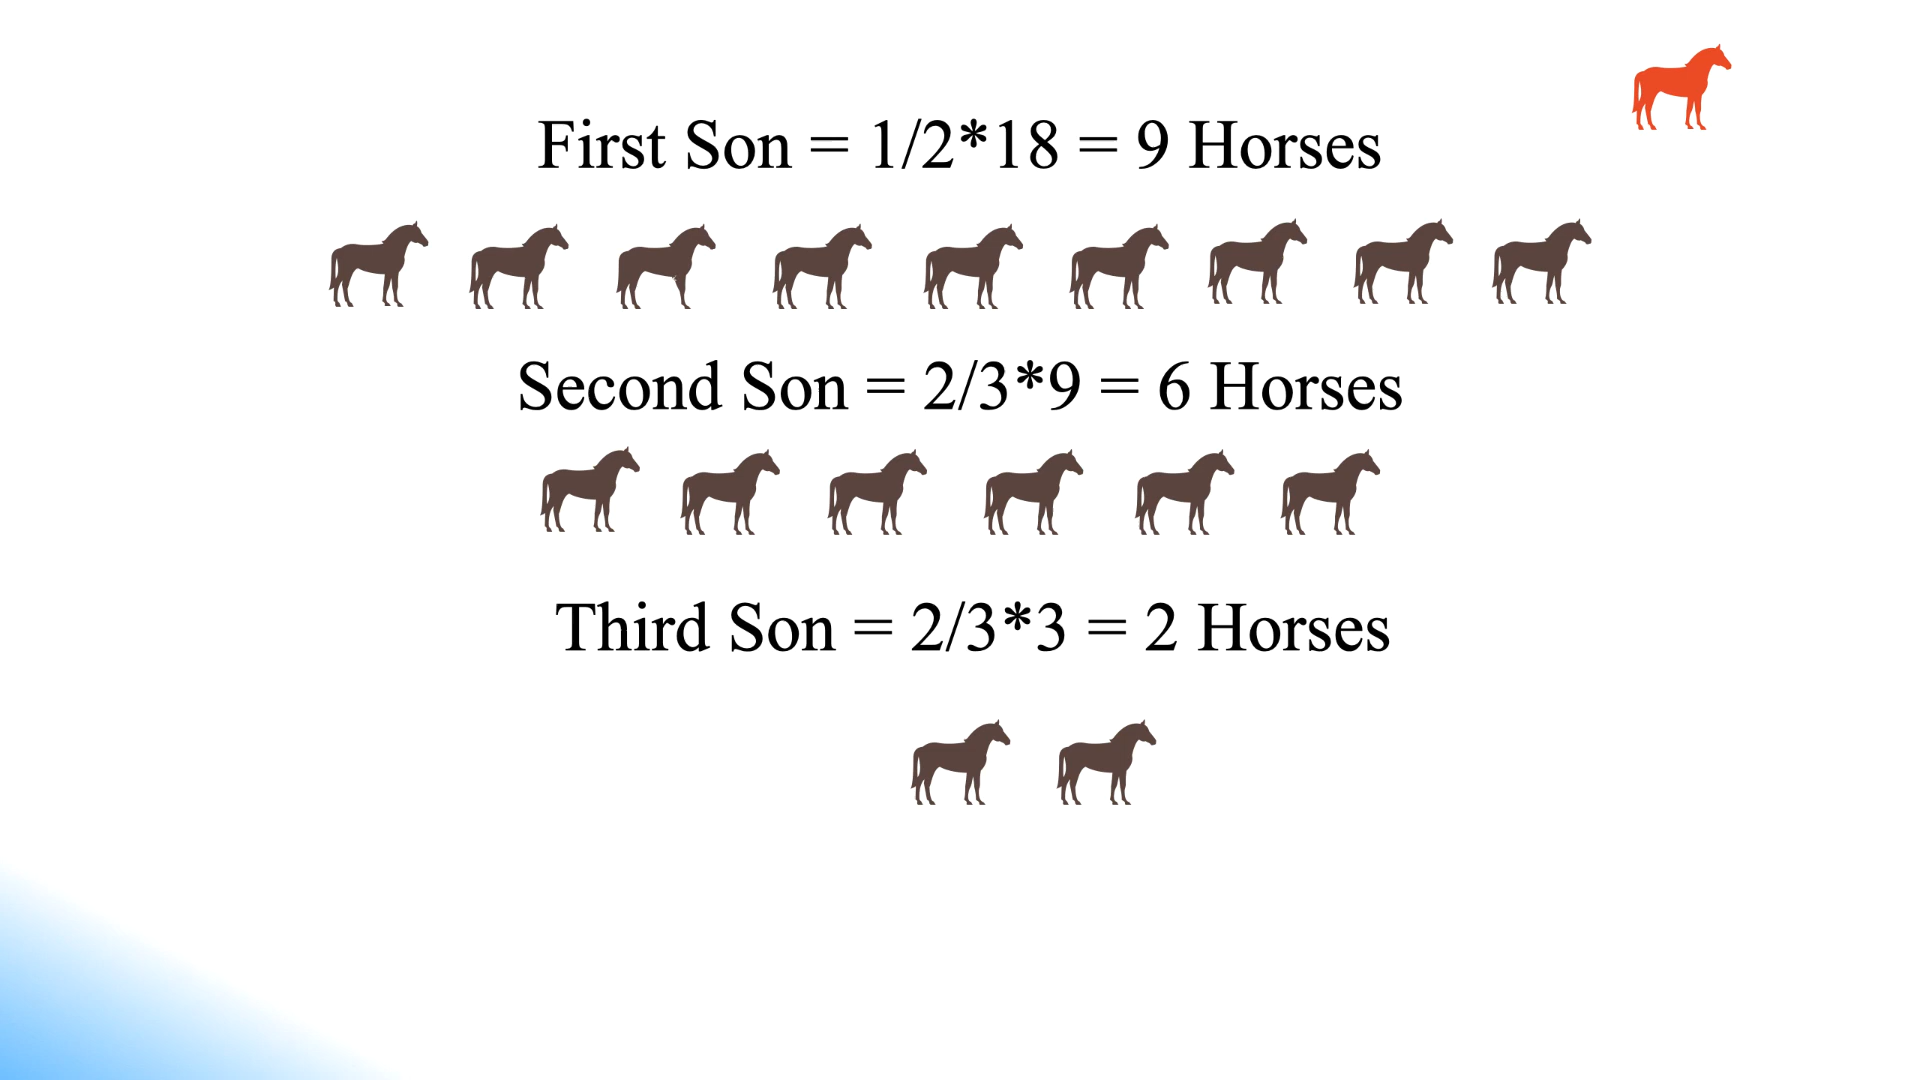 First Son = 1/2*18 = 9 Horses
Second Son = 2/3*9 = 6 Horses
Third Son = 2/3*3 = 2 Horses